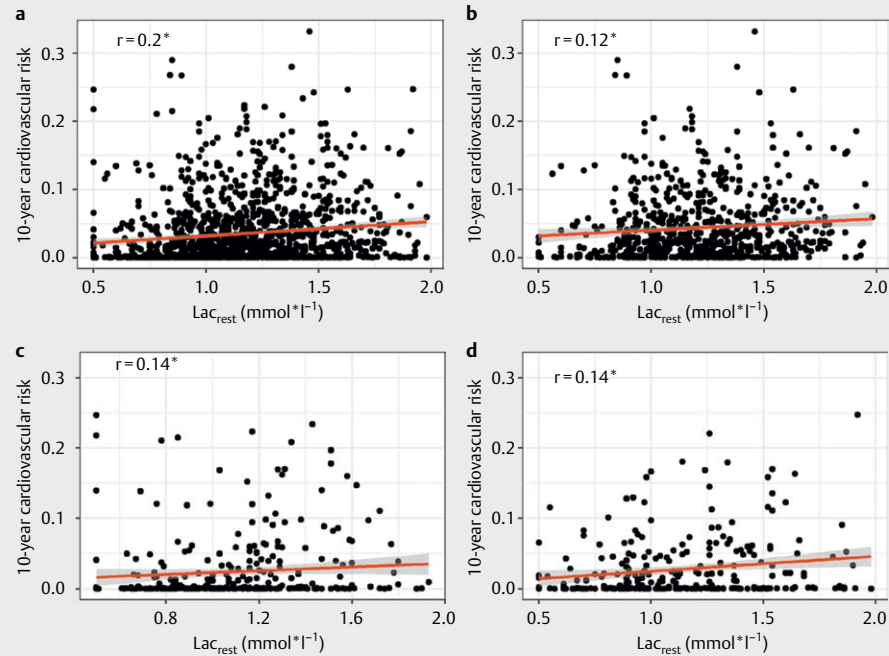 a
r = 0.2*
10-year cardiovascular risk
0.3
0.2
0.1
0.0
0.5 1.0 1.5 2.0
Lac_rest (mmol*l⁻¹)
b
r = 0.12*
10-year cardiovascular risk
0.3
0.2
0.1
0.0
0.5 1.0 1.5 2.0
Lac_rest (mmol*l⁻¹)
c
r = 0.14*
10-year cardiovascular risk
0.3
0.2
0.1
0.0
0.8 1.2 1.6 2.0
Lac_rest (mmol*l⁻¹)
d
r = 0.14*
10-year cardiovascular risk
0.3
0.2
0.1
0.0
0.5 1.0 1.5 2.0
Lac_rest (mmol*l⁻¹)